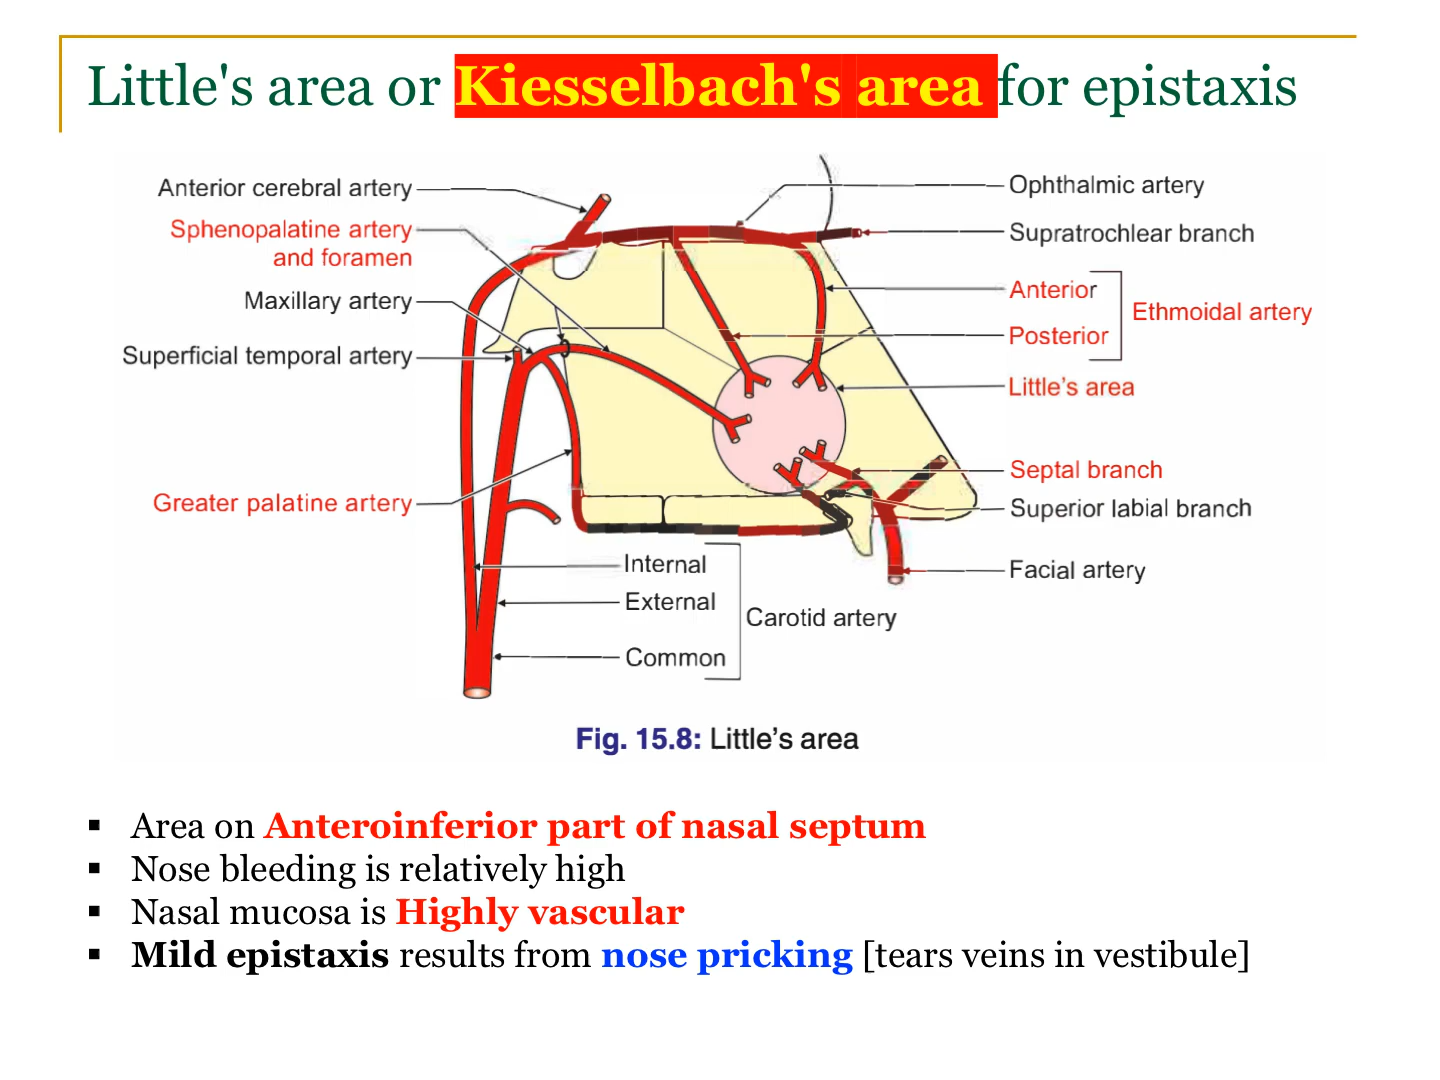 Little's area or Kiesselbach's area for epistaxis
Anterior cerebral artery
Sphenopalatine artery
and foramen
Maxillary artery
Superficial temporal artery
Greater palatine artery
Ophthalmic artery
Supratrochlear branch
Anterior
Posterior
Ethmoidal artery
Little's area
Septal branch
Superior labial branch
Facial artery
Internal
External
Common
Carotid artery
Fig. 15.8: Little's area
▪ Area on Anteroinferior part of nasal septum
▪ Nose bleeding is relatively high
▪ Nasal mucosa is Highly vascular
▪ Mild epistaxis results from nose pricking [tears veins in vestibule]